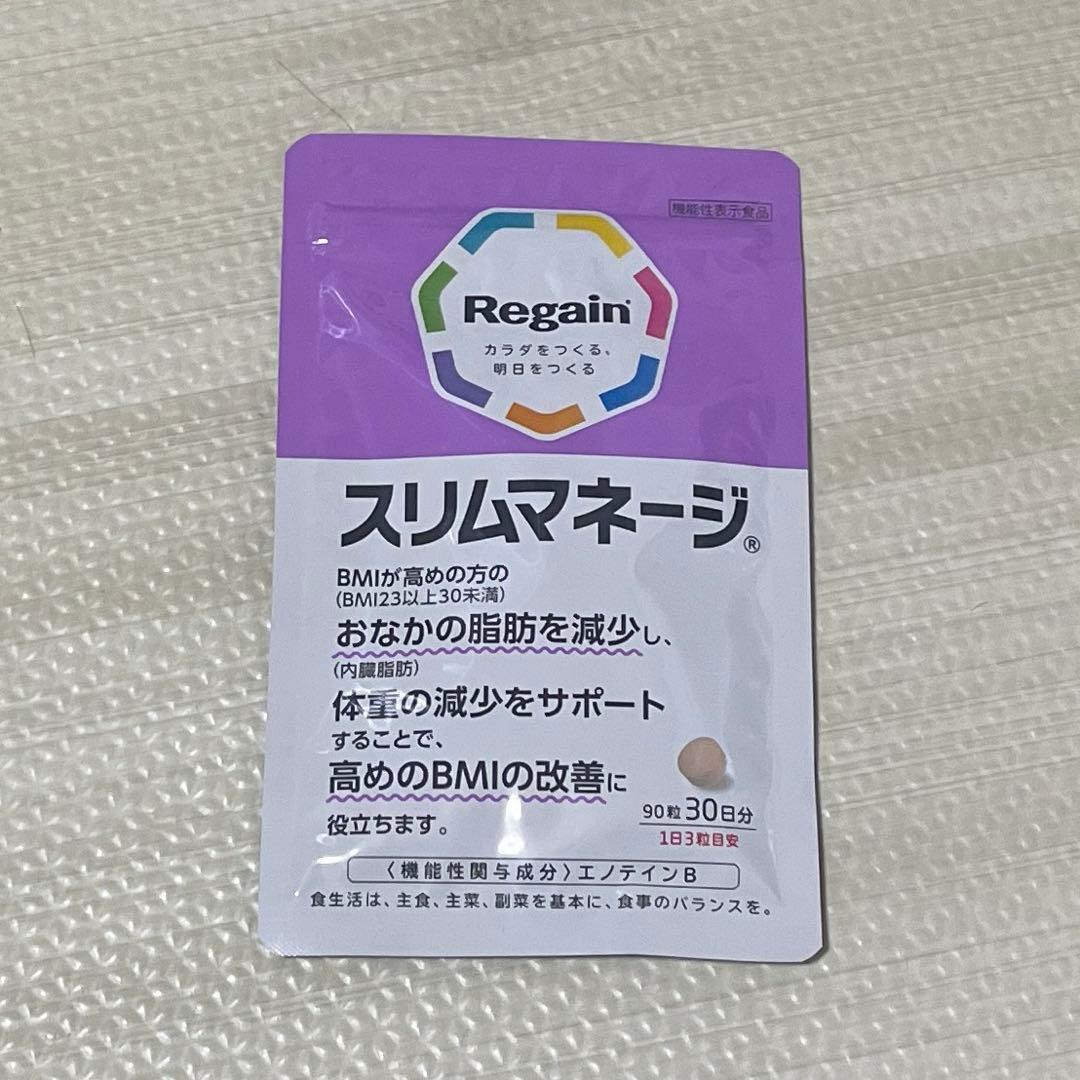 機能性表示食品
Regain®
カラダをつくる、
明日をつくる
スリムマネージ®
BMIが高めの方の
(BMI23以上30未満)
おなかの脂肪を減少し、
(内臓脂肪)
体重の減少をサポート
することで、
高めのBMIの改善に
役立ちます。
90粒30日分
1日3粒目安
〈機能性関与成分〉エノテインB
食生活は、主食、主菜、副菜を基本に、食事のバランスを。